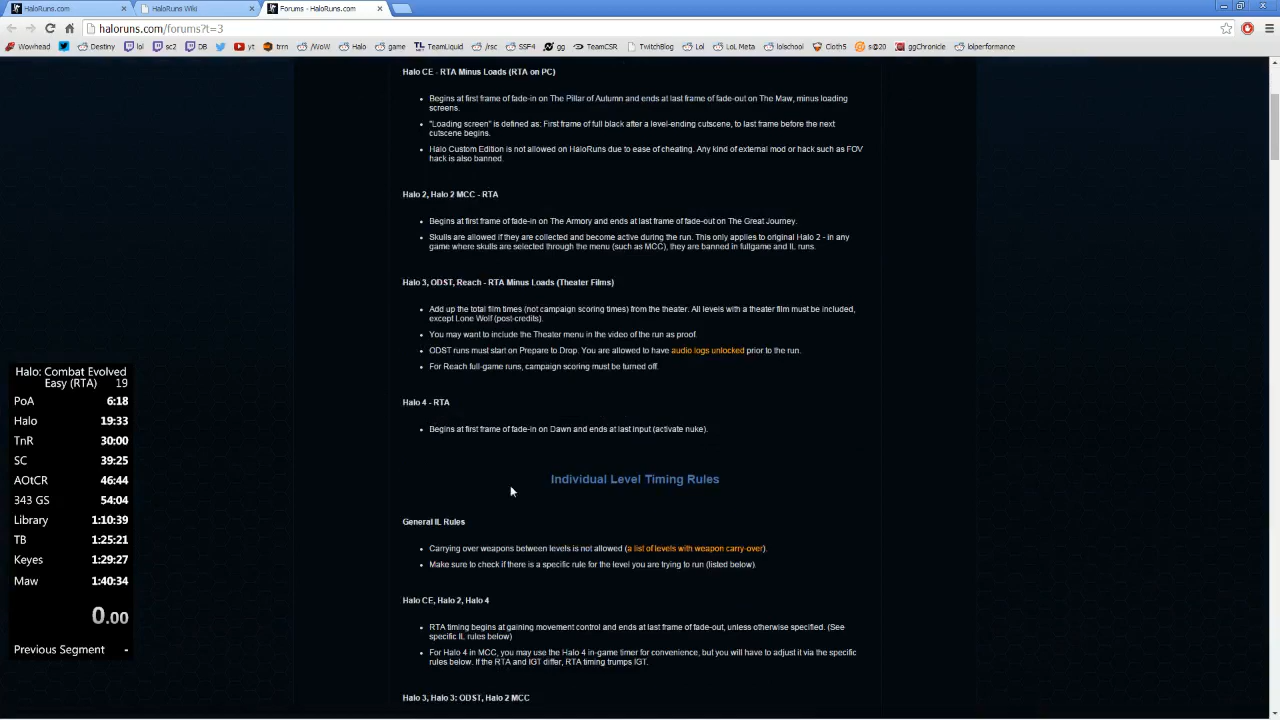 HaloRuns.com
HaloRuns Wiki
Forums - HaloRuns.com
haloruns.com/forums?t=3
Wowhead Destiny lol sc2 DB yt trrn /WoW Halo game TeamLiquid /rsc SSF4 gg TeamCSR TwitchBlog Lol LoL Meta lolschool Cloth5 s@20 ggChronicle lolperformance
Halo CE - RTA Minus Loads (RTA on PC)
Begins at first frame of fade-in on The Pillar of Autumn and ends at last frame of fade-out on The Maw, minus loading
screens.
"Loading screen" is defined as: First frame of full black after a level-ending cutscene, to last frame before the next
cutscene begins.
Halo Custom Edition is not allowed on HaloRuns due to ease of cheating. Any kind of external mod or hack such as FOV
hack is also banned.
Halo 2, Halo 2 MCC - RTA
Begins at first frame of fade-in on The Armory and ends at last frame of fade-out on The Great Journey.
Skulls are allowed if they are collected and become active during the run. This only applies to original Halo 2 - in any
game where skulls are selected through the menu (such as MCC), they are banned in fullgame and IL runs.
Halo 3, ODST, Reach - RTA Minus Loads (Theater Films)
Add up the total film times (not campaign scoring times) from the theater. All levels with a theater film must be included,
except Lone Wolf (post-credits).
You may want to include the Theater menu in the video of the run as proof.
ODST runs must start on Prepare to Drop. You are allowed to have audio logs unlocked prior to the run.
For Reach full-game runs, campaign scoring must be turned off.
Halo 4 - RTA
Begins at first frame of fade-in on Dawn and ends at last input (activate nuke).
Individual Level Timing Rules
General IL Rules
Carrying over weapons between levels is not allowed (a list of levels with weapon carry-over).
Make sure to check if there is a specific rule for the level you are trying to run (listed below).
Halo CE, Halo 2, Halo 4
RTA timing begins at gaining movement control and ends at last frame of fade-out, unless otherwise specified. (See
specific IL rules below)
For Halo 4 in MCC, you may use the Halo 4 in-game timer for convenience, but you will have to adjust it via the specific
rules below. If the RTA and IGT differ, RTA timing trumps IGT.
Halo 3, Halo 3: ODST, Halo 2 MCC
Halo: Combat Evolved
Easy (RTA) 19
PoA 6:18
Halo 19:33
TnR 30:00
SC 39:25
AOtCR 46:44
343 GS 54:04
Library 1:10:39
TB 1:25:21
Keyes 1:29:27
Maw 1:40:34
0.00
Previous Segment -